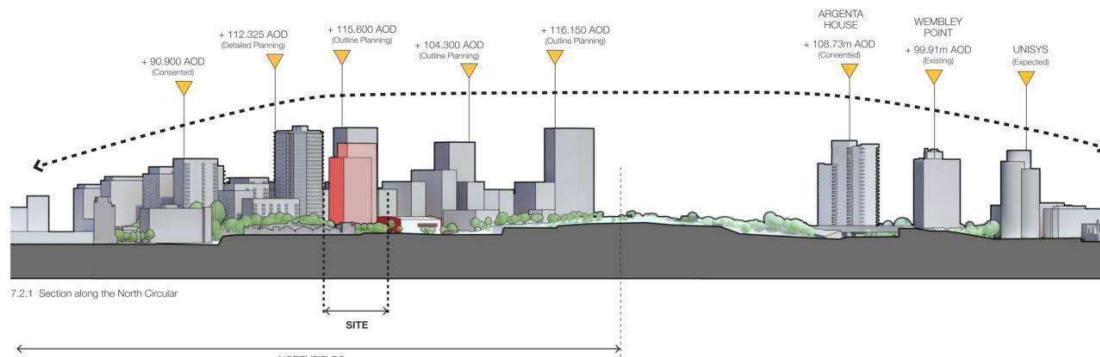 + 90.900 AOD
(Consented)
+ 112.325 AOD
(Detailed Planning)
+ 115.600 AOD
(Outline Planning)
+ 104.300 AOD
(Outline Planning)
+ 116.150 AOD
(Outline Planning)
ARGENTA
HOUSE
+ 108.73m AOD
(Consented)
WEMBLEY
POINT
+ 99.91m AOD
(Existing)
UNISYS
(Expected)
7.2.1 Section along the North Circular
SITE